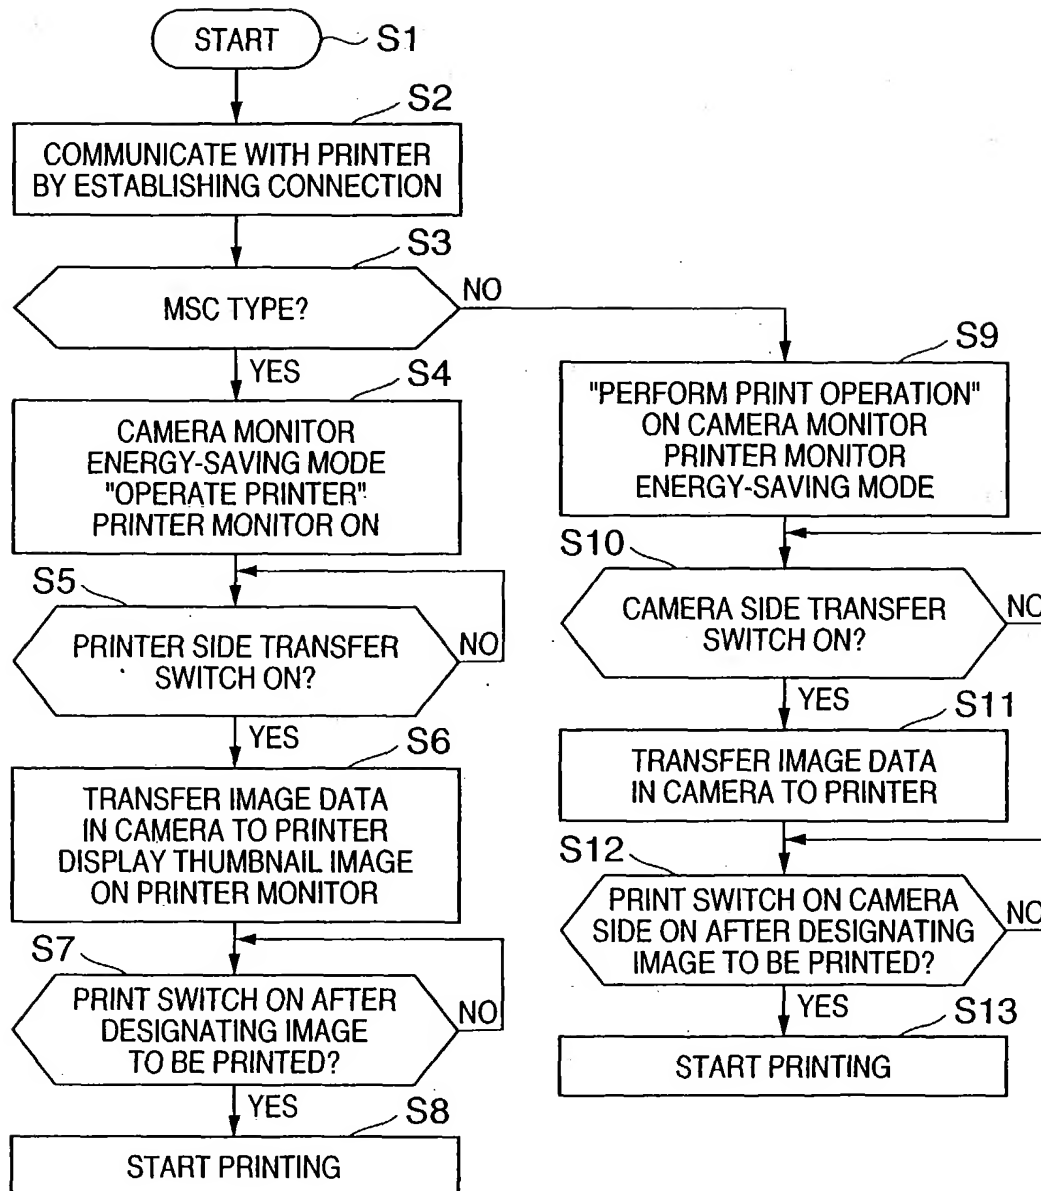 START
S1
S2
COMMUNICATE WITH PRINTER
BY ESTABLISHING CONNECTION
S3
MSC TYPE?
NO
YES
S4
CAMERA MONITOR
ENERGY-SAVING MODE
"OPERATE PRINTER"
PRINTER MONITOR ON
S5
PRINTER SIDE TRANSFER
SWITCH ON?
NO
YES
S6
TRANSFER IMAGE DATA
IN CAMERA TO PRINTER
DISPLAY THUMBNAIL IMAGE
ON PRINTER MONITOR
S7
PRINT SWITCH ON AFTER
DESIGNATING IMAGE
TO BE PRINTED?
NO
YES
S8
START PRINTING
S9
"PERFORM PRINT OPERATION"
ON CAMERA MONITOR
PRINTER MONITOR
ENERGY-SAVING MODE
S10
CAMERA SIDE TRANSFER
SWITCH ON?
NO
YES
S11
TRANSFER IMAGE DATA
IN CAMERA TO PRINTER
S12
PRINT SWITCH ON CAMERA
SIDE ON AFTER DESIGNATING
IMAGE TO BE PRINTED?
NO
YES
S13
START PRINTING